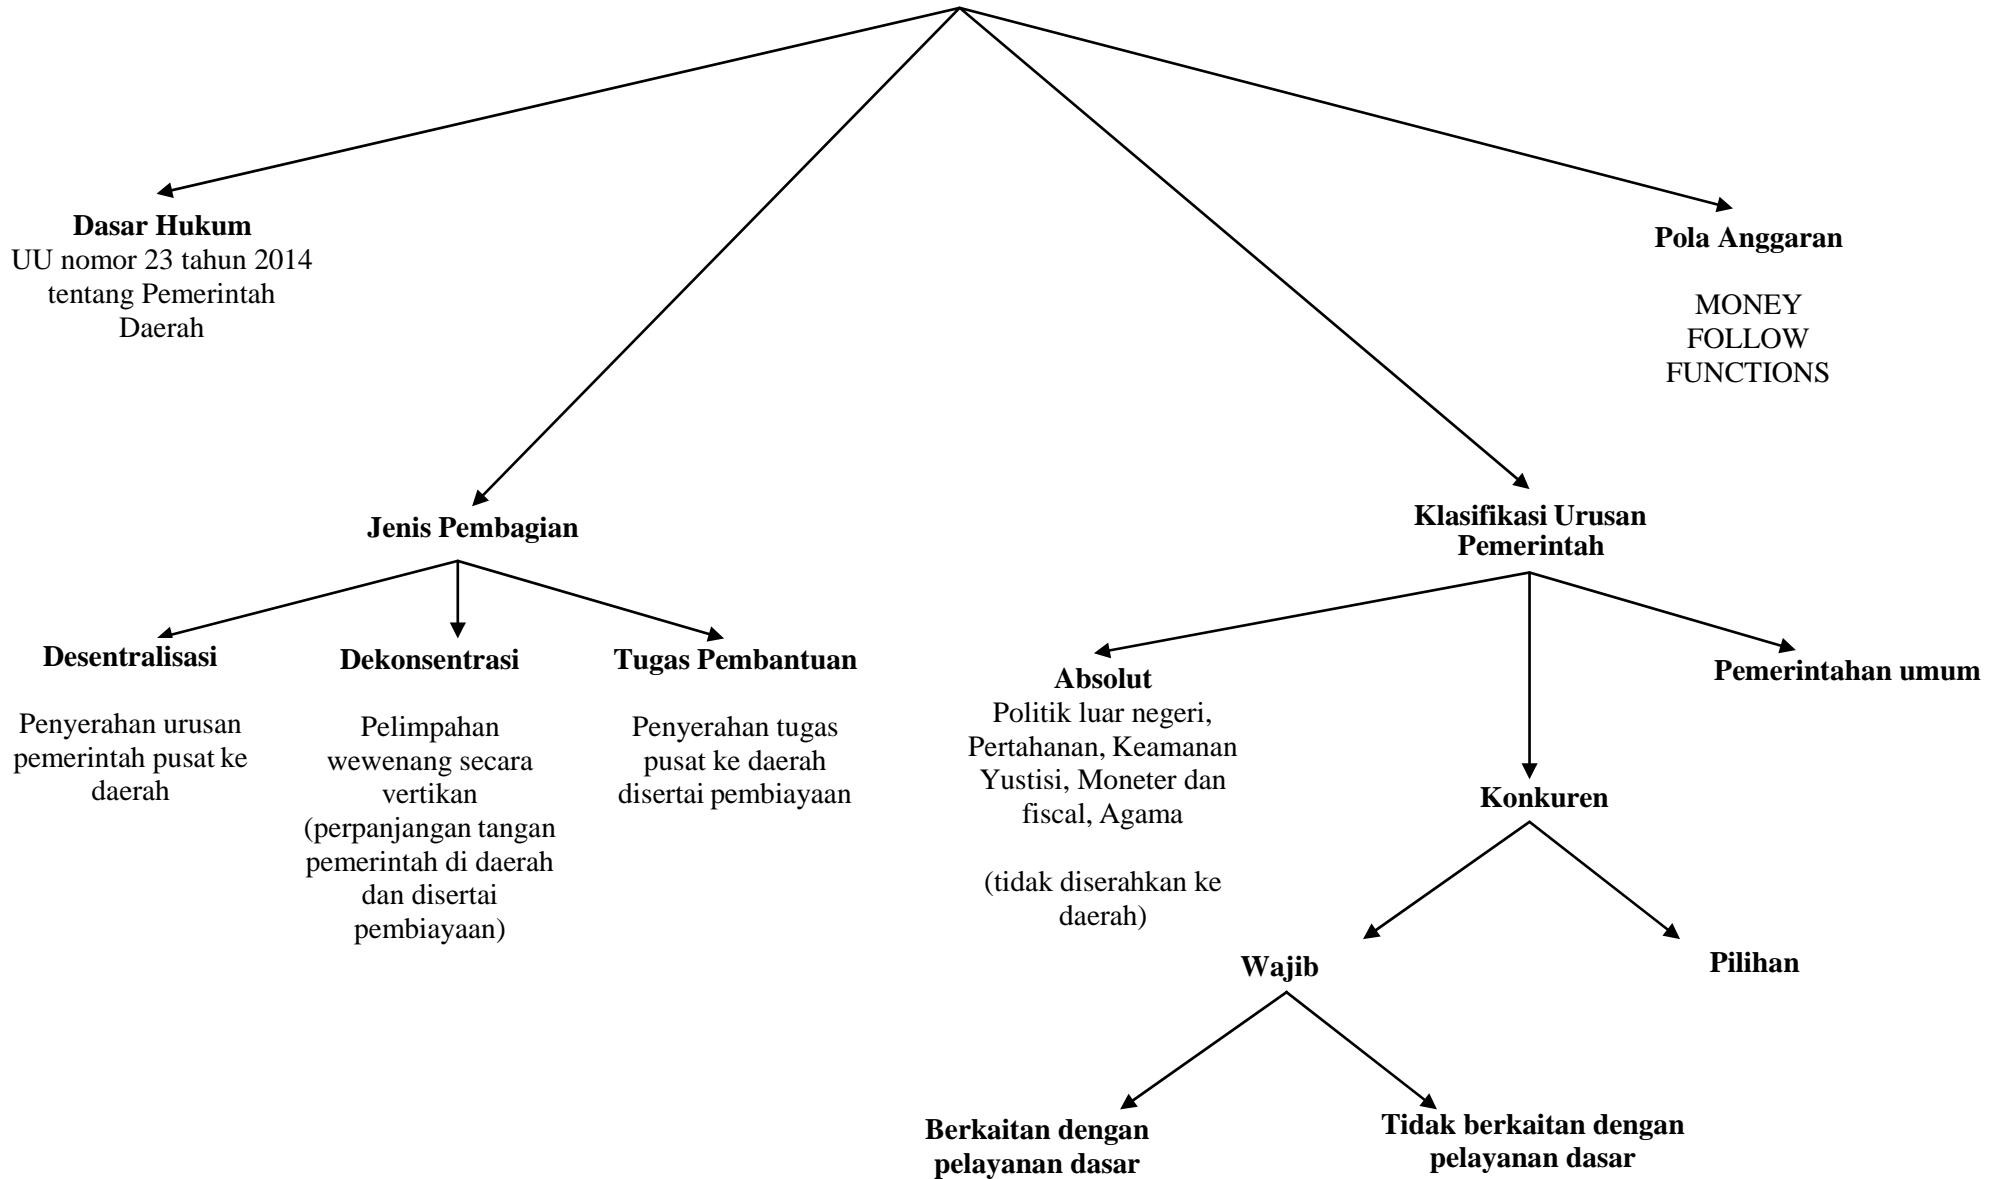 Dasar Hukum
UU nomor 23 tahun 2014
tentang Pemerintah
Daerah
Pola Anggaran
MONEY
FOLLOW
FUNCTIONS
Jenis Pembagian
Klasifikasi Urusan
Pemerintah
Desentralisasi
Penyerahan urusan
pemerintah pusat ke
daerah
Dekonsentrasi
Pelimpahan
wewenang secara
vertikan
(perpanjangan tangan
pemerintah di daerah
dan disertai
pembiayaan)
Tugas Pembantuan
Penyerahan tugas
pusat ke daerah
disertai pembiayaan
Absolut
Politik luar negeri,
Pertahanan, Keamanan
Yustisi, Moneter dan
fiscal, Agama
(tidak diserahkan ke
daerah)
Konkuren
Pemerintahan umum
Wajib
Pilihan
Berkaitan dengan
pelayanan dasar
Tidak berkaitan dengan
pelayanan dasar